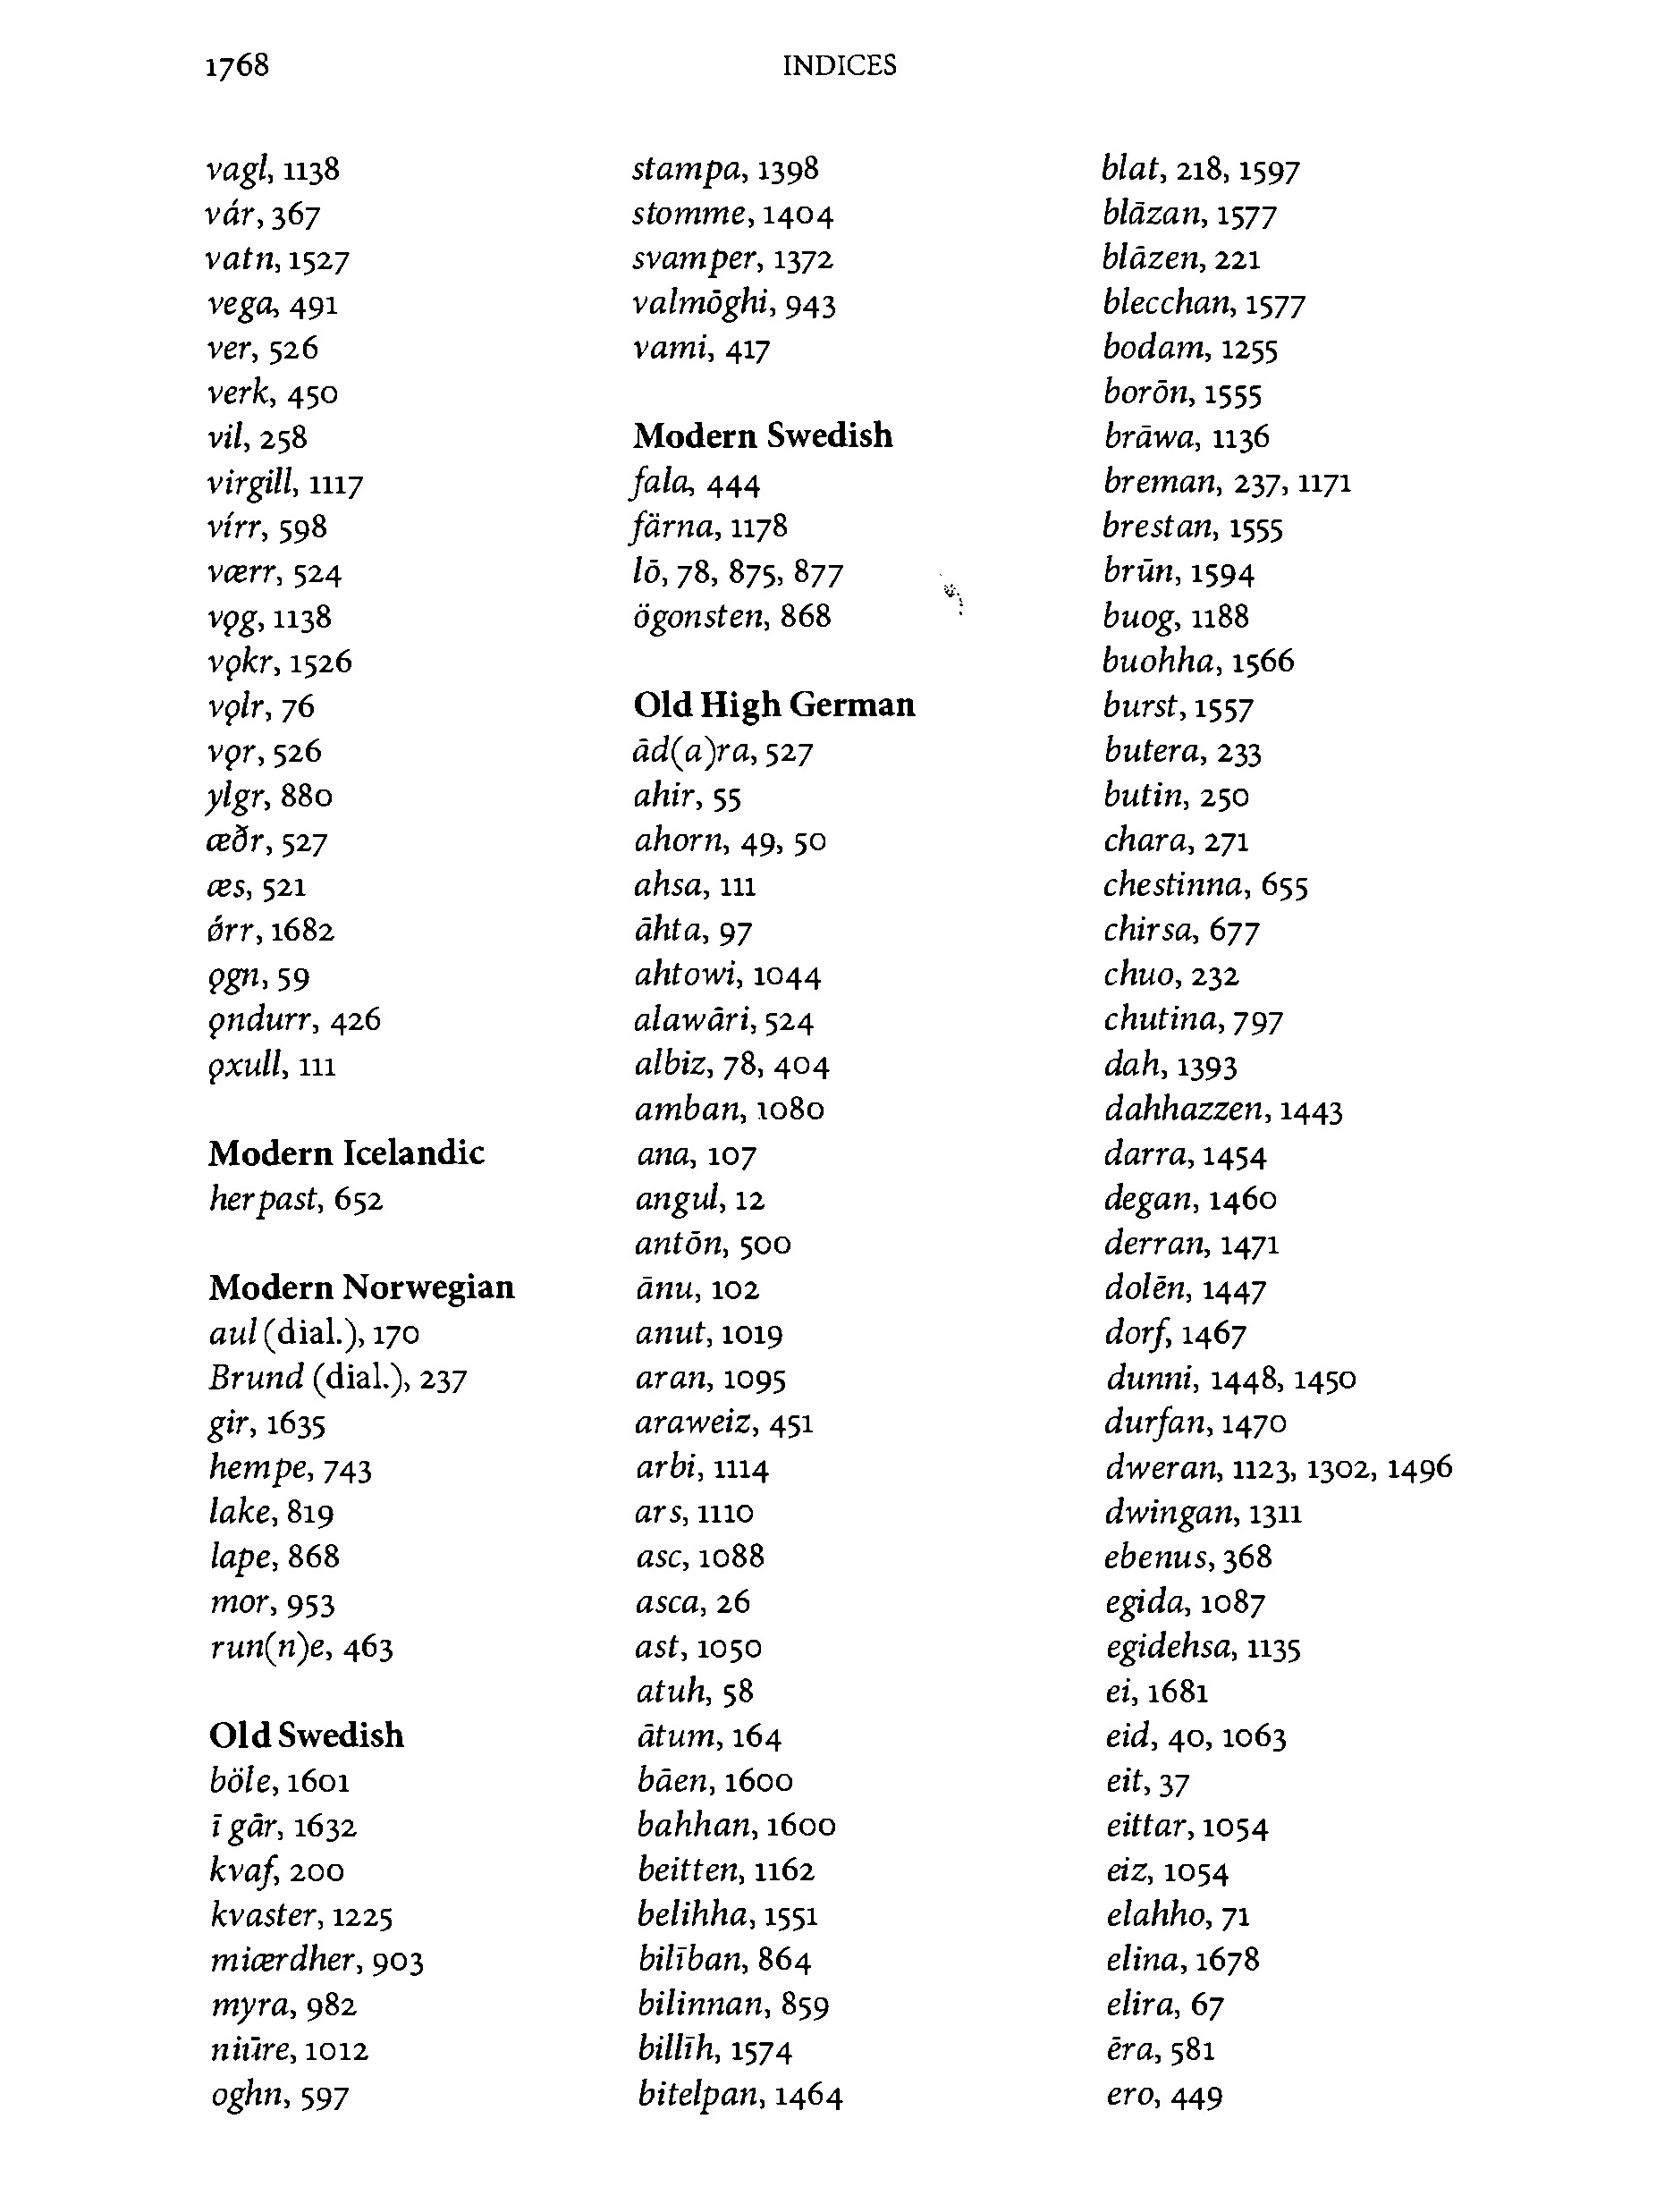 1768
INDICES
vagl, 1138
vár, 367
vatn, 1527
vega, 491
ver, 526
verk, 450
vil, 258
virgill, 1117
vírr, 598
værr, 524
vǫg, 1138
vǫkr, 1526
vǫlr, 76
vǫr, 526
ylgr, 880
æðr, 527
æs, 521
ǿrr, 1682
ǫgn, 59
ǫndurr, 426
ǫxull, 111
Modern Icelandic
herpast, 652
Modern Norwegian
aul (dial.), 170
Brund (dial.), 237
gir, 1635
hempe, 743
lake, 819
lape, 868
mor, 953
run(n)e, 463
Old Swedish
böle, 1601
ī gār, 1632
kvaf, 200
kvaster, 1225
miærdher, 903
myra, 982
niūre, 1012
oghn, 597
stampa, 1398
stomme, 1404
svamper, 1372
valmōghi, 943
vami, 417
Modern Swedish
fala, 444
färna, 1178
lō, 78, 875, 877
ögonsten, 868
Old High German
ād(a)ra, 527
ahir, 55
ahorn, 49, 50
ahsa, 111
āhta, 97
ahtowi, 1044
alawāri, 524
albiz, 78, 404
amban, 1080
ana, 107
angul, 12
antōn, 500
ānu, 102
anut, 1019
aran, 1095
araweiz, 451
arbi, 1114
ars, 1110
asc, 1088
asca, 26
ast, 1050
atuh, 58
ātum, 164
bāen, 1600
bahhan, 1600
beitten, 1162
belihha, 1551
bilīban, 864
bilinnan, 859
billīh, 1574
bitelpan, 1464
blat, 218, 1597
blāzan, 1577
blāzen, 221
blecchan, 1577
bodam, 1255
borōn, 1555
brāwa, 1136
breman, 237, 1171
brestan, 1555
brūn, 1594
buog, 1188
buohha, 1566
burst, 1557
butera, 233
butin, 250
chara, 271
chestinna, 655
chirsa, 677
chuo, 232
chutina, 797
dah, 1393
dahhazzen, 1443
darra, 1454
degan, 1460
derran, 1471
dolēn, 1447
dorf, 1467
dunni, 1448, 1450
durfan, 1470
dweran, 1123, 1302, 1496
dwingan, 1311
ebenus, 368
egida, 1087
egidehsa, 1135
ei, 1681
eid, 40, 1063
eit, 37
eittar, 1054
eiz, 1054
elahho, 71
elina, 1678
elira, 67
ēra, 581
ero, 449